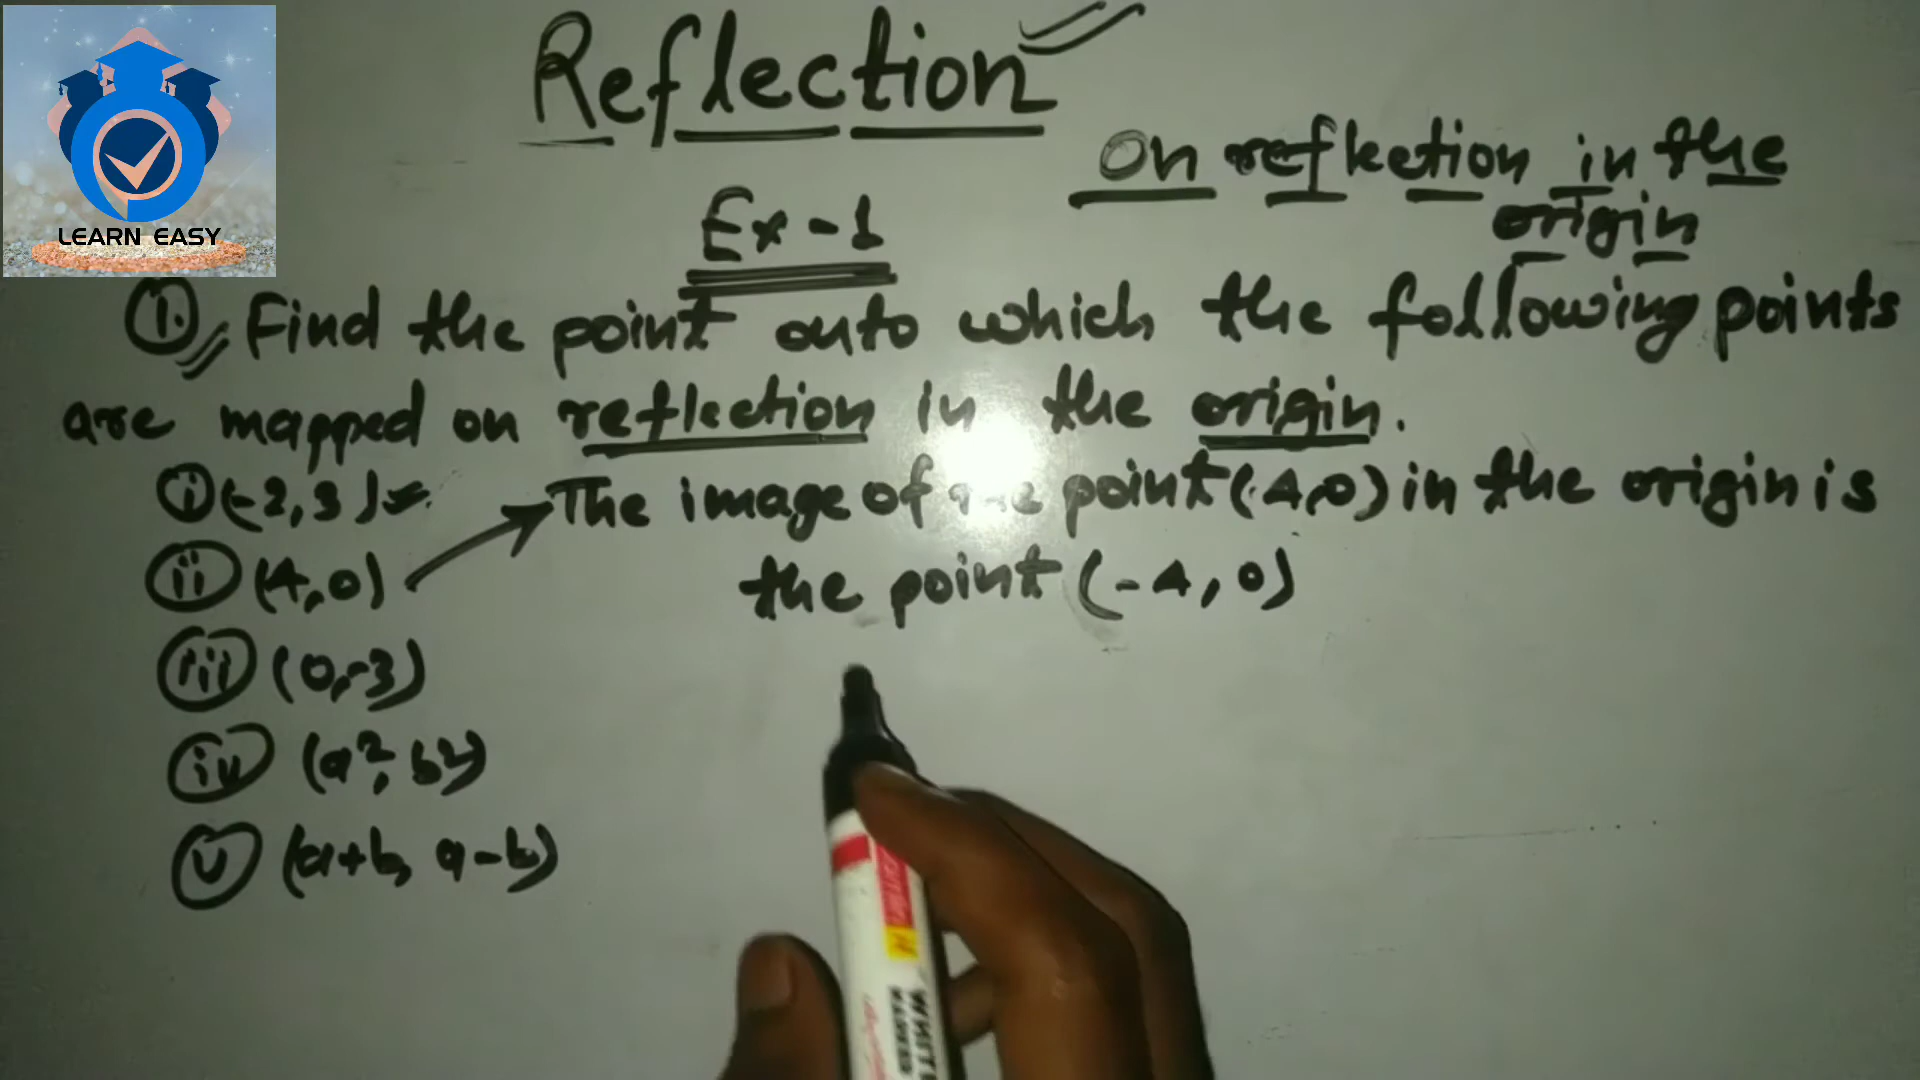 LEARN EASY
Reflection
On reflection in the
origin
Ex-1
1. Find the point onto which the following points
are mapped on reflection in the origin.
i (-2,3)
The image of the point (4,0) in the origin is
the point (-4,0)
ii (4,0)
iii (0,-3)
iv (a², b²)
v (a+b, a-b)
WHITE
MARKER